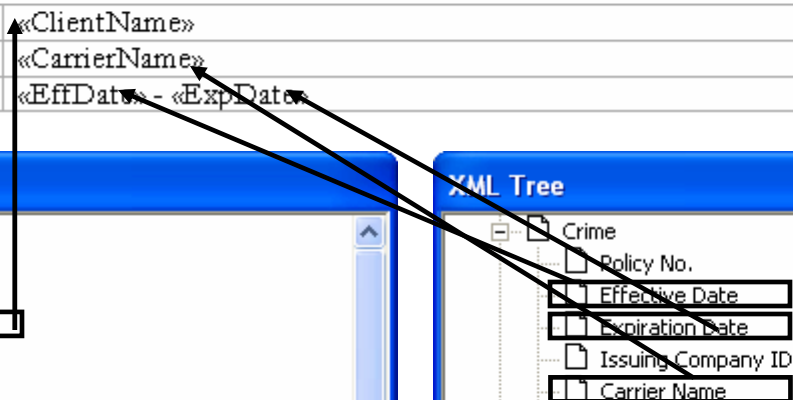 «ClientName»
«CarrierName»
«EffDate» - «ExpDate»
XML Tree
Crime
Policy No.
Effective Date
Expiration Date
Issuing Company ID
Carrier Name